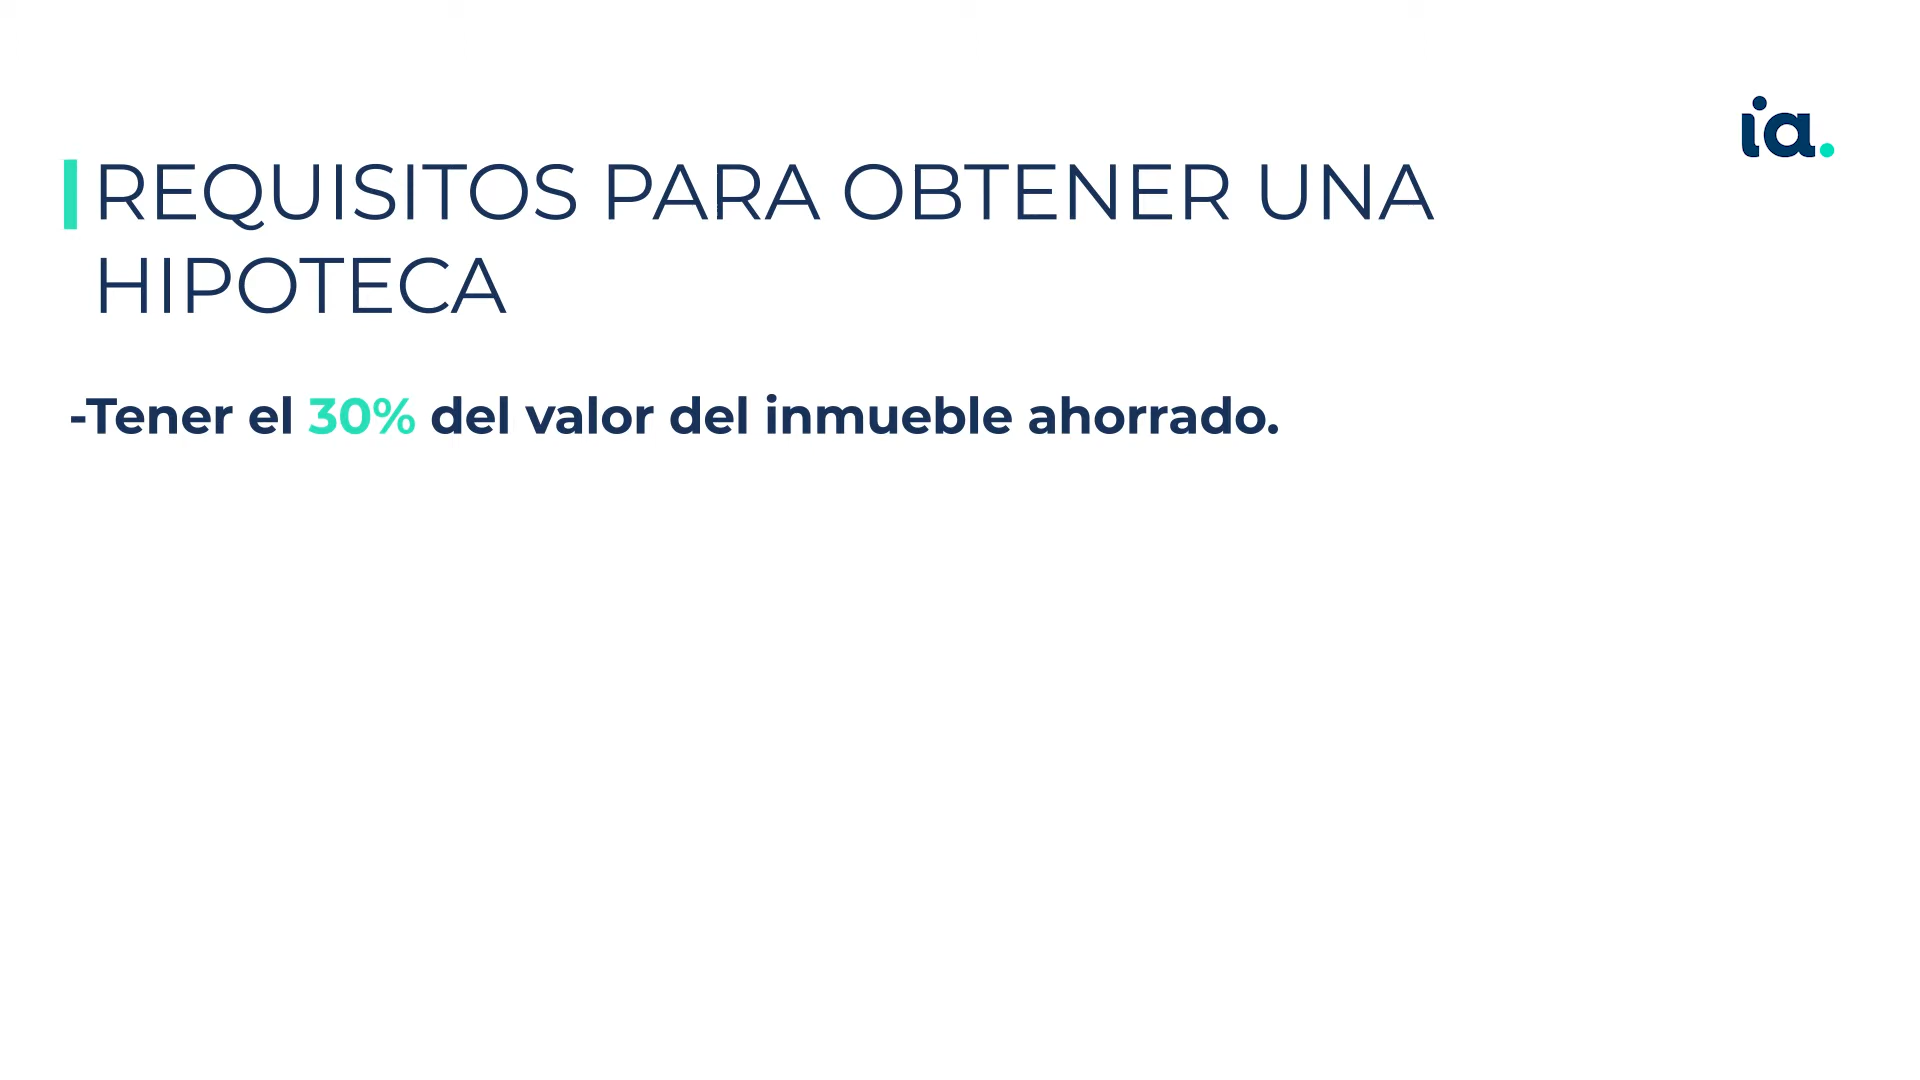 ia.
REQUISITOS PARA OBTENER UNA
HIPOTECA
-Tener el 30% del valor del inmueble ahorrado.